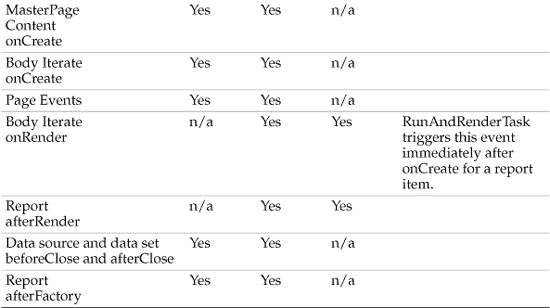 MasterPage Yes Yes n/a
Content
onCreate
Body Iterate Yes Yes n/a
onCreate
Page Events Yes Yes n/a
Body Iterate n/a Yes Yes RunAndRenderTask
onRender triggers this event
immediately after
onCreate for a report
item.
Report n/a Yes Yes
afterRender
Data source and data set Yes Yes n/a
beforeClose and afterClose
Report Yes Yes n/a
afterFactory